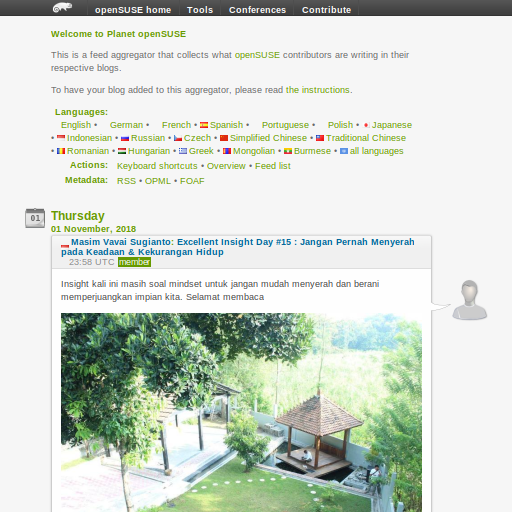 openSUSE home Tools Conferences Contribute
Welcome to Planet openSUSE
This is a feed aggregator that collects what openSUSE contributors are writing in their
respective blogs.
To have your blog added to this aggregator, please read the instructions.
Languages:
English • German • French • Spanish • Portuguese • Polish • Japanese
• Indonesian • Russian • Czech • Simplified Chinese • Traditional Chinese
• Romanian • Hungarian • Greek • Mongolian • Burmese • all languages
Actions: Keyboard shortcuts • Overview • Feed list
Metadata: RSS • OPML • FOAF
01
Thursday
01 November, 2018
Masim Vavai Sugianto: Excellent Insight Day #15 : Jangan Pernah Menyerah
pada Keadaan & Kekurangan Hidup
23:58 UTC member
Insight kali ini masih soal mindset untuk jangan mudah menyerah dan berani
memperjuangkan impian kita. Selamat membaca